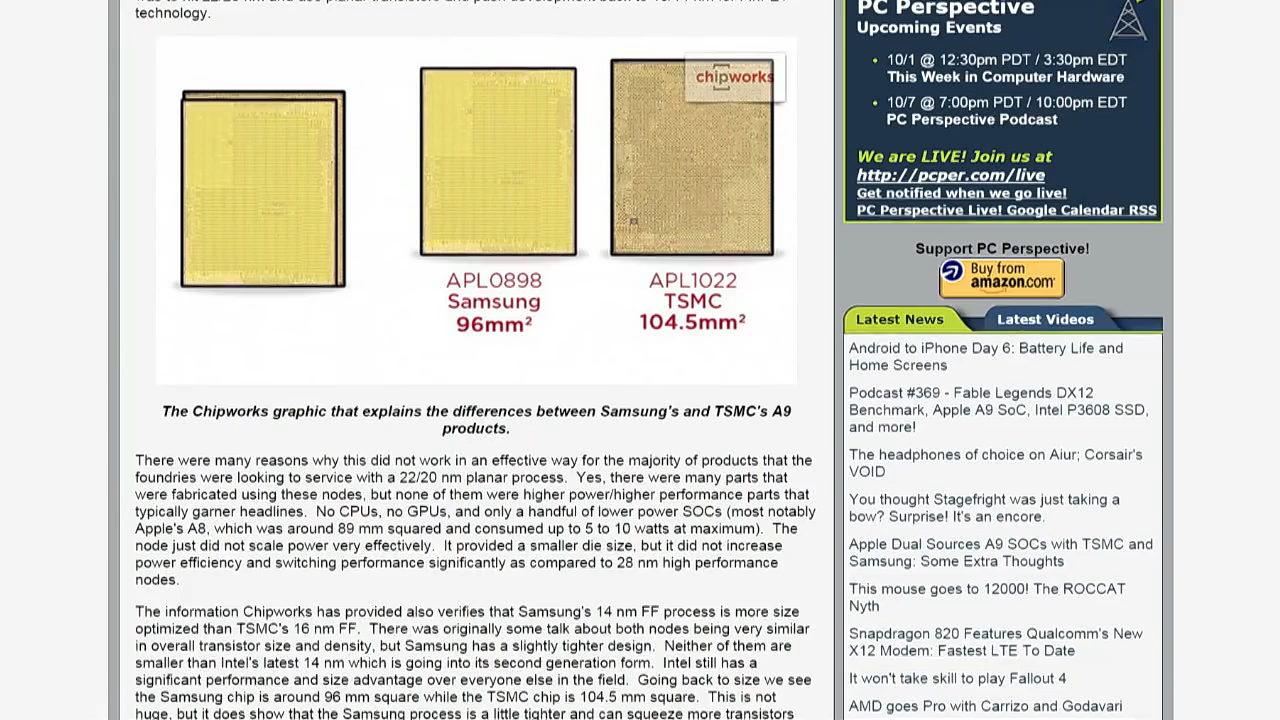 technology.
chipworks
APL0898
Samsung
96mm²
APL1022
TSMC
104.5mm²
The Chipworks graphic that explains the differences between Samsung's and TSMC's A9
products.
There were many reasons why this did not work in an effective way for the majority of products that the
foundries were looking to service with a 22/20 nm planar process. Yes, there were many parts that
were fabricated using these nodes, but none of them were higher power/higher performance parts that
typically garner headlines. No CPUs, no GPUs, and only a handful of lower power SOCs (most notably
Apple's A8, which was around 89 mm squared and consumed up to 5 to 10 watts at maximum). The
node just did not scale power very effectively. It provided a smaller die size, but it did not increase
power efficiency and switching performance significantly as compared to 28 nm high performance
nodes.
The information Chipworks has provided also verifies that Samsung's 14 nm FF process is more size
optimized than TSMC's 16 nm FF. There was originally some talk about both nodes being very similar
in overall transistor size and density, but Samsung has a slightly tighter design. Neither of them are
smaller than Intel's latest 14 nm which is going into its second generation form. Intel still has a
significant performance and size advantage over everyone else in the field. Going back to size we see
the Samsung chip is around 96 mm square while the TSMC chip is 104.5 mm square. This is not
huge, but it does show that the Samsung process is a little tighter and can squeeze more transistors
PC Perspective
Upcoming Events
10/1 @ 12:30pm PDT / 3:30pm EDT
This Week in Computer Hardware
10/7 @ 7:00pm PDT / 10:00pm EDT
PC Perspective Podcast
We are LIVE! Join us at
http://pcper.com/live
Get notified when we go live!
PC Perspective Live! Google Calendar RSS
Support PC Perspective!
Buy from
amazon.com
Latest News
Latest Videos
Android to iPhone Day 6: Battery Life and
Home Screens
Podcast #369 - Fable Legends DX12
Benchmark, Apple A9 SoC, Intel P3608 SSD,
and more!
The headphones of choice on Aiur; Corsair's
VOID
You thought Stagefright was just taking a
bow? Surprise! It's an encore.
Apple Dual Sources A9 SOCs with TSMC and
Samsung: Some Extra Thoughts
This mouse goes to 12000! The ROCCAT
Nyth
Snapdragon 820 Features Qualcomm's New
X12 Modem: Fastest LTE To Date
It won't take skill to play Fallout 4
AMD goes Pro with Carrizo and Godavari